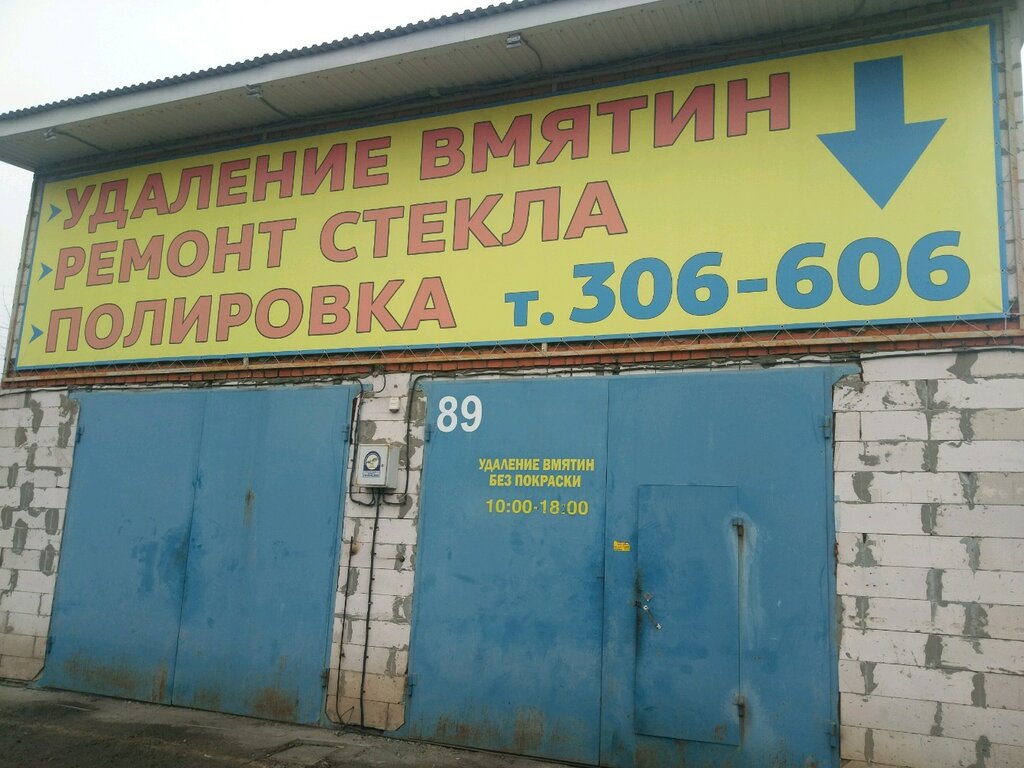 УДАЛЕНИЕ ВМЯТИН
РЕМОНТ СТЕКЛА
ПОЛИРОВКА
т. 306-606
89
УДАЛЕНИЕ ВМЯТИН
БЕЗ ПОКРАСКИ
10:00-18:00